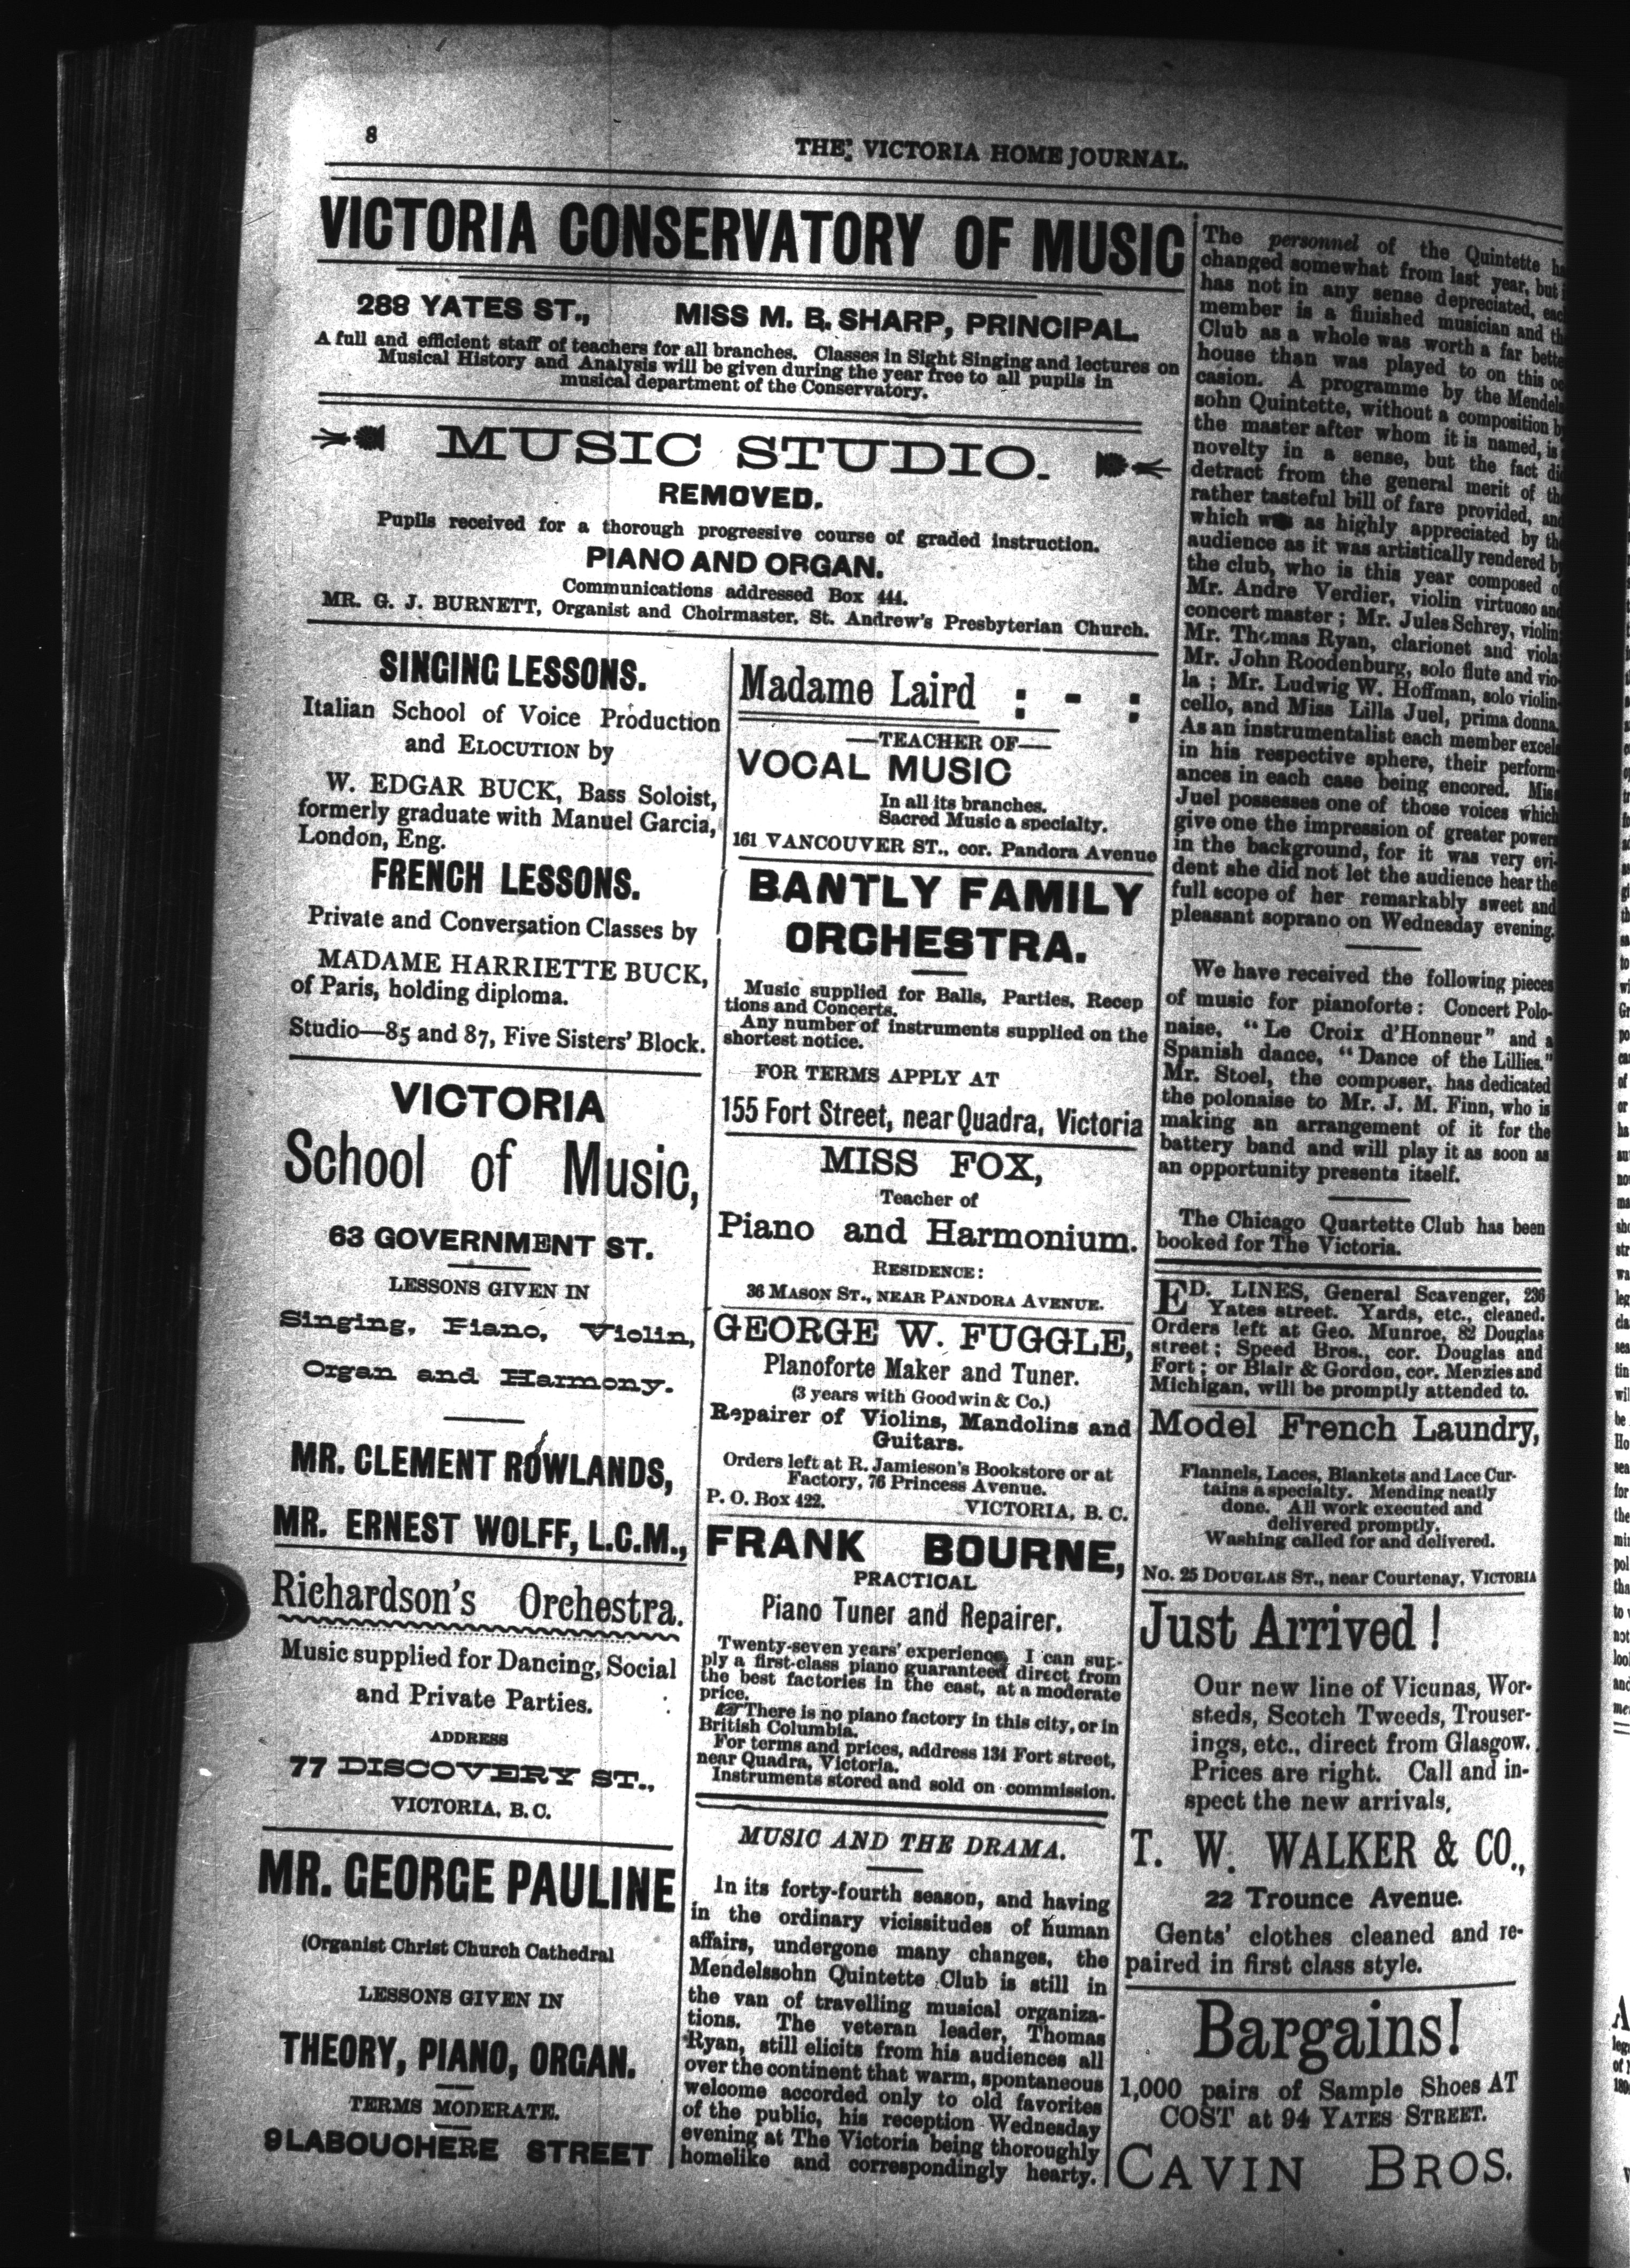 8
THE VICTORIA HOME JOURNAL.
VICTORIA CONSERVATORY OF MUSIC
288 YATES ST., MISS M. B. SHARP, PRINCIPAL.
A full and efficient staff of teachers for all branches. Classes in Sight Singing and lectures on
Musical History and Analysis will be given during the year free to all pupils in
musical department of the Conservatory.
MUSIC STUDIO.
REMOVED.
Pupils received for a thorough progressive course of graded instruction.
PIANO AND ORGAN.
Communications addressed Box 444.
MR. G. J. BURNETT, Organist and Choirmaster, St. Andrew's Presbyterian Church.
SINGING LESSONS.
Italian School of Voice Production
and ELOCUTION by
W. EDGAR BUCK, Bass Soloist,
formerly graduate with Manuel Garcia,
London, Eng.
FRENCH LESSONS.
Private and Conversation Classes by
MADAME HARRIETTE BUCK,
of Paris, holding diploma.
Studio—85 and 87, Five Sisters' Block.
VICTORIA
School of Music,
63 GOVERNMENT ST.
LESSONS GIVEN IN
Singing, Piano, Violin,
Organ and Harmony.
MR. CLEMENT ROWLANDS,
MR. ERNEST WOLFF, L.C.M.,
Richardson's Orchestra.
Music supplied for Dancing, Social
and Private Parties.
ADDRESS
77 DISCOVERY ST.,
VICTORIA, B. C.
MR. GEORGE PAULINE
(Organist Christ Church Cathedral
LESSONS GIVEN IN
THEORY, PIANO, ORGAN.
TERMS MODERATE.
9 LABOUCHERE STREET
Madame Laird : - :
—TEACHER OF—
VOCAL MUSIC
In all its branches.
Sacred Music a specialty.
161 VANCOUVER ST., cor. Pandora Avenue
BANTLY FAMILY
ORCHESTRA.
Music supplied for Balls, Parties, Recep
tions and Concerts.
Any number of instruments supplied on the
shortest notice.
FOR TERMS APPLY AT
155 Fort Street, near Quadra, Victoria
MISS FOX,
Teacher of
Piano and Harmonium.
RESIDENCE:
36 MASON ST., NEAR PANDORA AVENUE.
GEORGE W. FUGGLE,
Pianoforte Maker and Tuner.
(3 years with Goodwin & Co.)
Repairer of Violins, Mandolins and
Guitars.
Orders left at R. Jamieson's Bookstore or at
Factory, 76 Princess Avenue.
P. O. Box 422. VICTORIA, B. C.
FRANK BOURNE,
PRACTICAL
Piano Tuner and Repairer.
Twenty-seven years' experience. I can sup-
ply a first-class piano guaranteed direct from
the best factories in the east, at a moderate
price.
☞There is no piano factory in this city, or in
British Columbia.
For terms and prices, address 134 Fort street,
near Quadra, Victoria.
Instruments stored and sold on commission.
MUSIC AND THE DRAMA.
In its forty-fourth season, and having
in the ordinary vicissitudes of human
affairs, undergone many changes, the
Mendelssohn Quintette Club is still in
the van of travelling musical organiza-
tions. The veteran leader, Thomas
Ryan, still elicits from his audiences all
over the continent that warm, spontaneous
welcome accorded only to old favorites
of the public, his reception Wednesday
evening at The Victoria being thoroughly
homelike and correspondingly hearty.
The personnel of the Quintette
changed somewhat from last year, but
has not in any sense depreciated,
member is a finished musician and
Club as a whole was worth a far
house than was played to on this
casion. A programme by the
sohn Quintette, without a composition
the master after whom it is named, is
novelty in a sense, but the fact
detract from the general merit of
rather tasteful bill of fare provided,
which was as highly appreciated by
audience as it was artistically rendered
the club, who is this year composed
Mr. Andre Verdier, violin virtuoso
concert master; Mr. Jules Schrey, violin
Mr. Thomas Ryan, clarionet and viola
Mr. John Roodenburg, solo flute and vio-
la; Mr. Ludwig W. Hoffman, solo violin-
cello, and Miss Lilla Juel, prima donna.
As an instrumentalist each member excels
in his respective sphere, their perform-
ances in each case being encored. Miss
Juel possesses one of those voices which
give one the impression of greater powers
in the background, for it was very evi-
dent she did not let the audience hear the
full scope of her remarkably sweet and
pleasant soprano on Wednesday evening.
We have received the following pieces
of music for pianoforte: Concert Polo-
naise, "Le Croix d'Honneur" and a
Spanish dance, "Dance of the Lillies."
Mr. Stoel, the composer, has dedicated
the polonaise to Mr. J. M. Finn, who is
making an arrangement of it for the
battery band and will play it as soon as
an opportunity presents itself.
The Chicago Quartette Club has been
booked for The Victoria.
ED. LINES, General Scavenger, 236
Yates street. Yards, etc., cleaned.
Orders left at Geo. Munroe, 82 Douglas
street; Speed Bros., cor. Douglas and
Fort; or Blair & Gordon, cor. Menzies and
Michigan, will be promptly attended to.
Model French Laundry,
Flannels, Laces, Blankets and Lace Cur-
tains a specialty. Mending neatly
done. All work executed and
delivered promptly.
Washing called for and delivered.
NO. 25 DOUGLAS ST., near Courtenay, VICTORIA
Just Arrived!
Our new line of Vicunas, Wor-
steds, Scotch Tweeds, Trouser-
ings, etc., direct from Glasgow.
Prices are right. Call and in-
spect the new arrivals,
T. W. WALKER & CO.,
22 Trounce Avenue.
Gents' clothes cleaned and re-
paired in first class style.
Bargains!
1,000 pairs of Sample Shoes AT
COST at 94 YATES STREET.
CAVIN BROS.